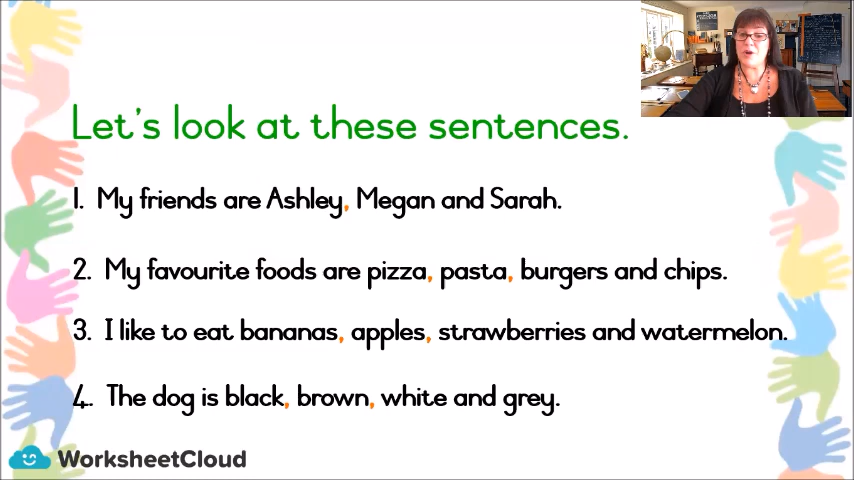 Let's look at these sentences.
1. My friends are Ashley, Megan and Sarah.
2. My favourite foods are pizza, pasta, burgers and chips.
3. I like to eat bananas, apples, strawberries and watermelon.
4. The dog is black, brown, white and grey.
WorksheetCloud